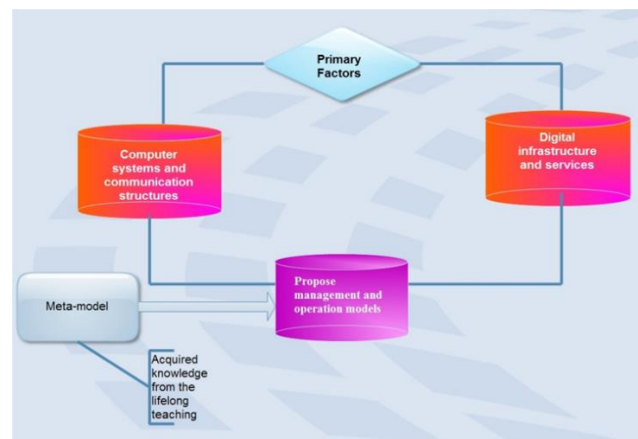 Primary
Factors
Computer
systems and
communication
structures
Digital
infrastructure
and services
Propose
management and
operation models
Meta-model
Acquired
knowledge
from the
lifelong
teaching